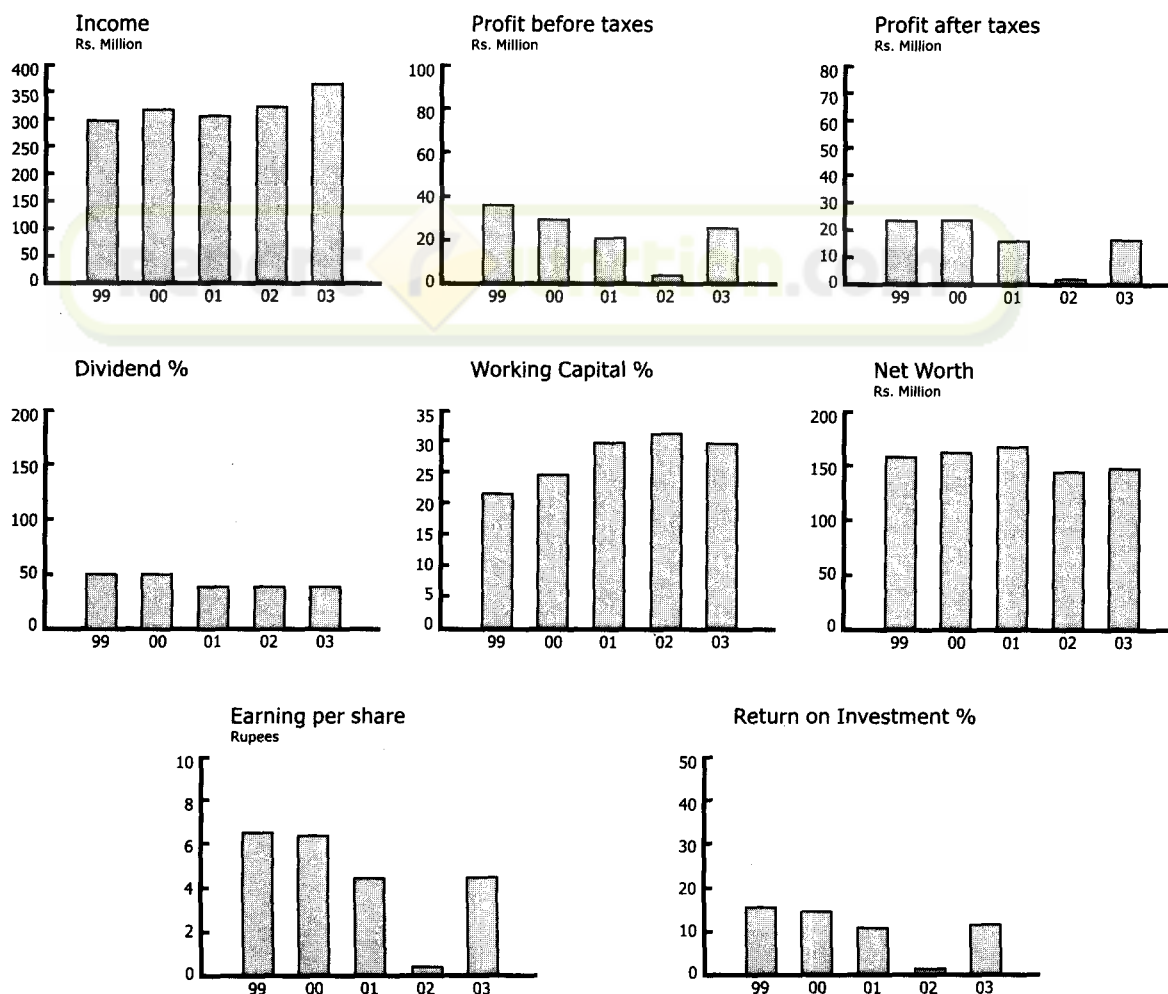 Income
Rs. Million
400
350
300
250
200
150
100
50
0
99 00 01 02 03
Profit before taxes
Rs. Million
100
80
60
40
20
0
99 00 01 02 03
Profit after taxes
Rs. Million
80
70
60
50
40
30
20
10
0
99 00 01 02 03
Dividend %
200
150
100
50
0
99 00 01 02 03
Working Capital %
35
30
25
20
15
10
5
0
99 00 01 02 03
Net Worth
Rs. Million
200
150
100
50
0
99 00 01 02 03
Earning per share
Rupees
10
8
6
4
2
0
99 00 01 02 03
Return on Investment %
50
40
30
20
10
0
99 00 01 02 03